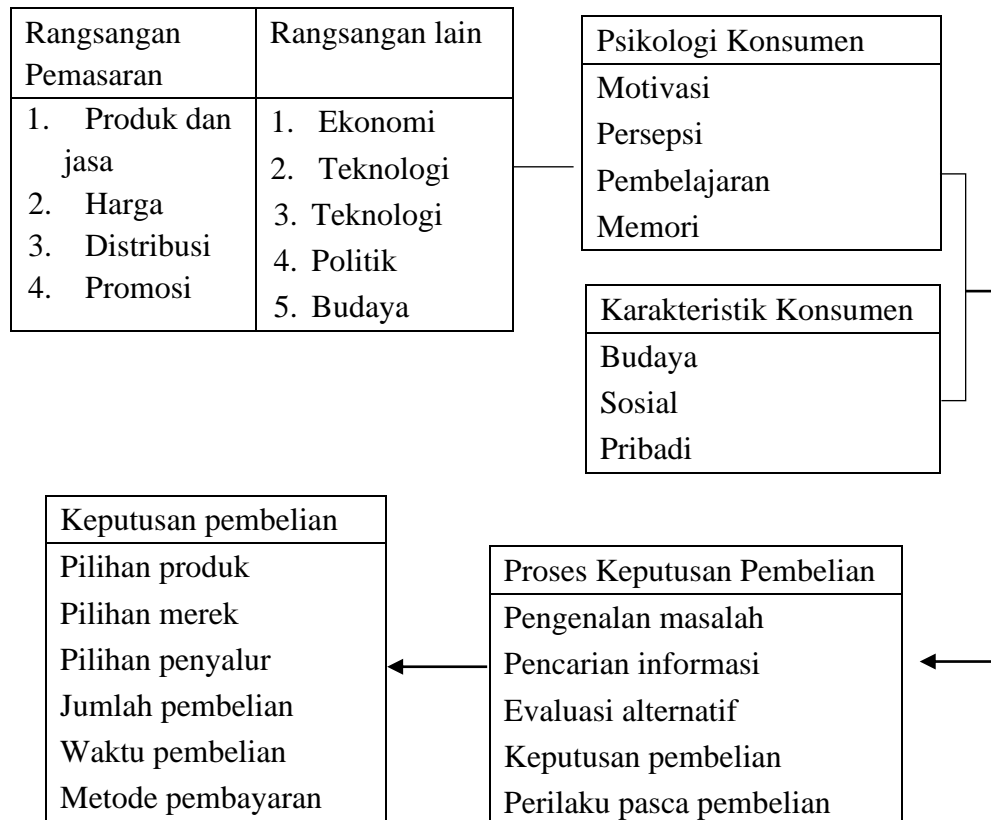 Rangsangan
Pemasaran
Rangsangan lain
1. Produk dan
jasa
2. Harga
3. Distribusi
4. Promosi
1. Ekonomi
2. Teknologi
3. Teknologi
4. Politik
5. Budaya
Psikologi Konsumen
Motivasi
Persepsi
Pembelajaran
Memori
Karakteristik Konsumen
Budaya
Sosial
Pribadi
Keputusan pembelian
Pilihan produk
Pilihan merek
Pilihan penyalur
Jumlah pembelian
Waktu pembelian
Metode pembayaran
Proses Keputusan Pembelian
Pengenalan masalah
Pencarian informasi
Evaluasi alternatif
Keputusan pembelian
Perilaku pasca pembelian